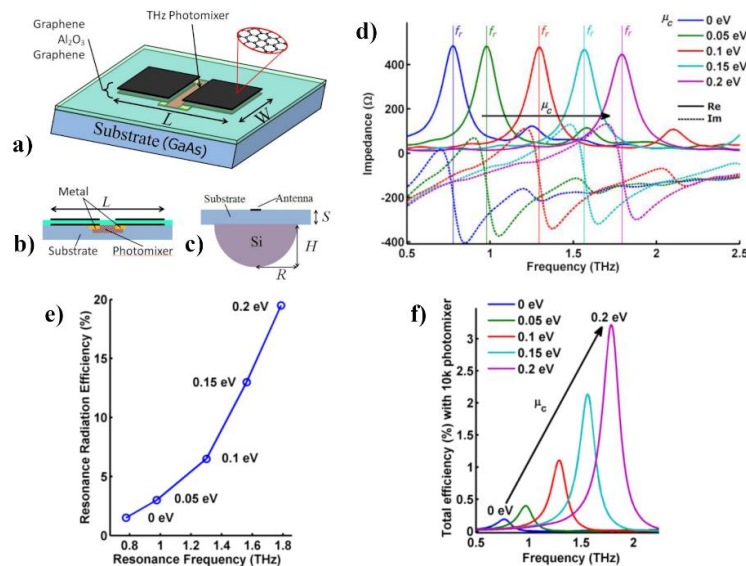 Graphene
Al2O3
Graphene
THz Photomixer
L
W
Substrate (GaAs)
a)
Metal
L
Substrate
Photomixer
b)
Substrate
Antenna
S
Si
H
R
c)
d)
μc
0 eV
0.05 eV
0.1 eV
0.15 eV
0.2 eV
fr
fr
fr
fr
fr
μc
Re
Im
Impedance (Ω)
400
200
0
-200
-400
0.5
1
1.5
2
2.5
Frequency (THz)
e)
Resonance Radiation Efficiency (%)
20
15
10
5
0
0.2 eV
0.15 eV
0.1 eV
0.05 eV
0 eV
0.8
1
1.2
1.4
1.6
1.8
Resonance Frequency (THz)
f)
0 eV
0.05 eV
0.1 eV
0.15 eV
0.2 eV
0.2 eV
μc
0 eV
Total efficiency (%) with 10k photomixer
3
2.5
2
1.5
1
0.5
0
0.5
1
1.5
2
Frequency (THz)